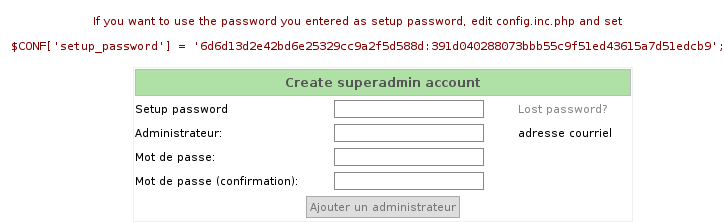 If you want to use the password you entered as setup password, edit config.inc.php and set
$CONF['setup_password'] = '6d6d13d2e42bd6e25329cc9a2f5d588d:391d040288073bbb55c9f51ed43615a7d51edcb9';
Create superadmin account
Setup password Lost password?
Administrateur: adresse courriel
Mot de passe:
Mot de passe (confirmation):
Ajouter un administrateur